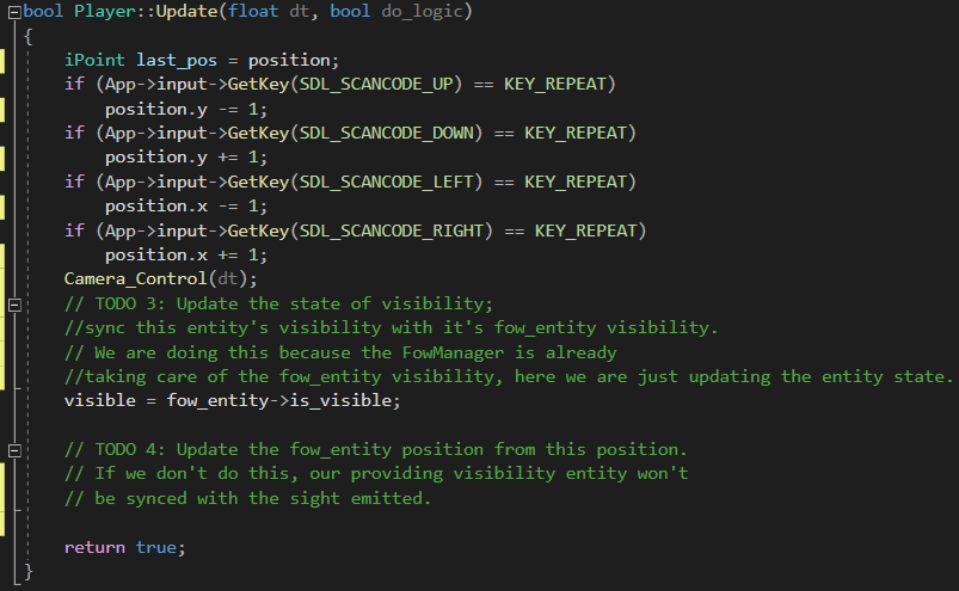 bool Player::Update(float dt, bool do_logic)
{
    iPoint last_pos = position;
    if (App->input->GetKey(SDL_SCANCODE_UP) == KEY_REPEAT)
        position.y -= 1;
    if (App->input->GetKey(SDL_SCANCODE_DOWN) == KEY_REPEAT)
        position.y += 1;
    if (App->input->GetKey(SDL_SCANCODE_LEFT) == KEY_REPEAT)
        position.x -= 1;
    if (App->input->GetKey(SDL_SCANCODE_RIGHT) == KEY_REPEAT)
        position.x += 1;
    Camera_Control(dt);
    // TODO 3: Update the state of visibility;
    //sync this entity's visibility with it's fow_entity visibility.
    // We are doing this because the FowManager is already
    //taking care of the fow_entity visibility, here we are just updating the entity state.
    visible = fow_entity->is_visible;

    // TODO 4: Update the fow_entity position from this position.
    // If we don't do this, our providing visibility entity won't
    // be synced with the sight emitted.

    return true;
}